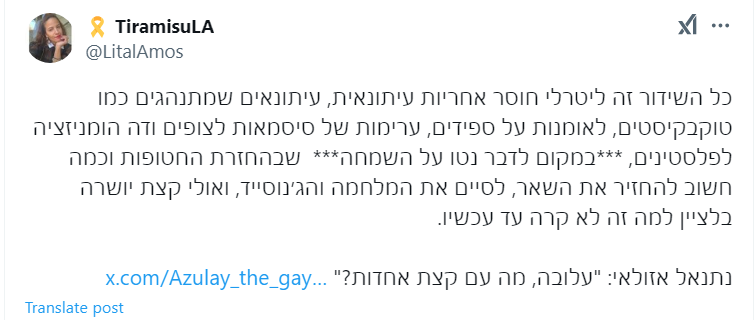 🎗 TiramisuLA
@LitalAmos
כל השידור זה ליטרלי חוסר אחריות עיתונאית, עיתונאים שמתנהגים כמו
טוקבקיסטים, לאומנות על ספידים, ערימות של סיסמאות לצופים ודה הומניזציה
לפלסטינים, ***במקום לדבר נטו על השמחה*** שבהחזרת החטופות וכמה
חשוב להחזיר את השאר, לסיים את המלחמה והג׳נוסייד, ואולי קצת יושרה
בלציין למה זה לא קרה עד עכשיו.
נתנאל אזולאי: "עלובה, מה עם קצת אחדות?" x.com/Azulay_the_gay...
Translate post